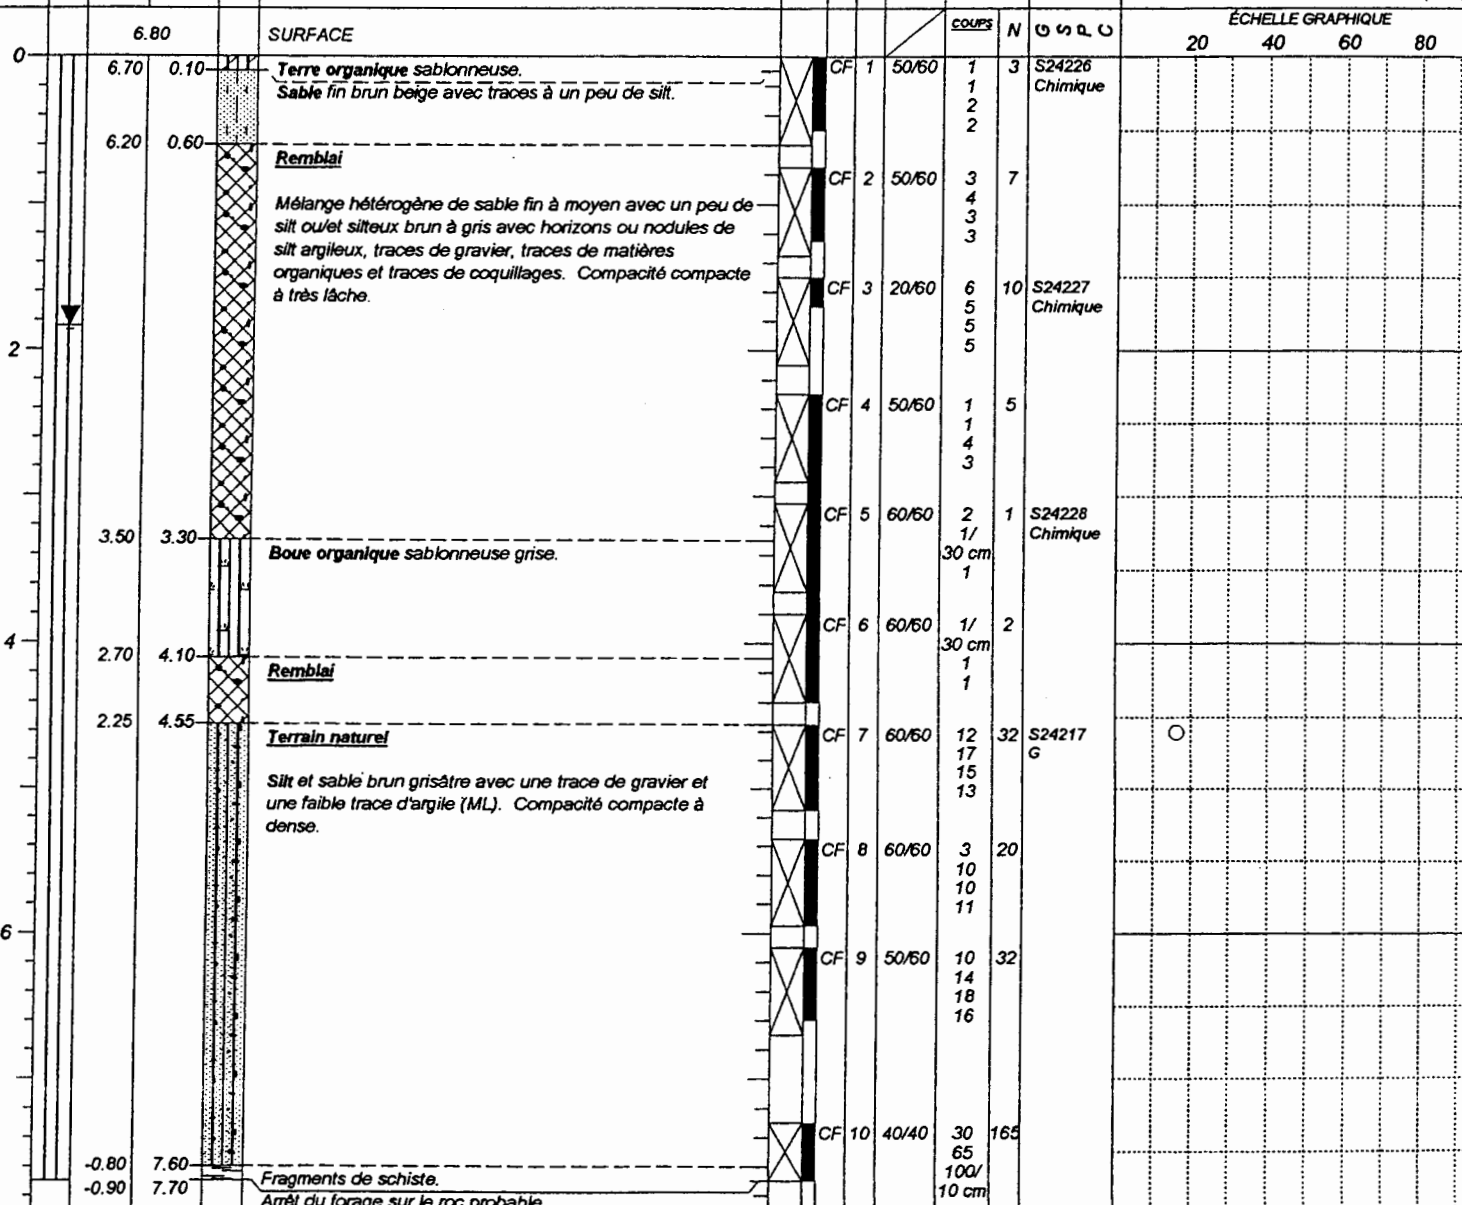 ÉCHELLE GRAPHIQUE
COUPS N G S P C
20 40 60 80
6.80 SURFACE
0
6.70 0.10 Terre organique sablonneuse. CF 1 50/60 1 3 S24226
1 Chimique
Sable fin brun beige avec traces à un peu de silt. 2
2
6.20 0.60
Remblai
CF 2 50/60 3 7
Mélange hétérogène de sable fin à moyen avec un peu de 4
silt ou/et silteux brun à gris avec horizons ou nodules de 3
silt argileux, traces de gravier, traces de matières 3
organiques et traces de coquillages. Compacité compacte
à très lâche. CF 3 20/60 6 10 S24227
5 Chimique
5
2 5
CF 4 50/60 1 5
1
4
3
CF 5 60/60 2 1 S24228
3.50 3.30 1/ Chimique
Boue organique sablonneuse grise. 30 cm
1
CF 6 60/60 1/ 2
4 30 cm
2.70 4.10 1
Remblai 1
2.25 4.55
Terrain naturel CF 7 60/60 12 32 S24217
17 G
Silt et sable brun grisâtre avec une trace de gravier et 15
une faible trace d'argile (ML). Compacité compacte à 13
dense.
CF 8 60/60 3 20
10
10
11
6
CF 9 50/60 10 32
14
18
16
CF 10 40/40 30 165
65
-0.80 7.60 100/
Fragments de schiste. 10 cm
-0.90 7.70
Arrêt du forage sur le roc probable.